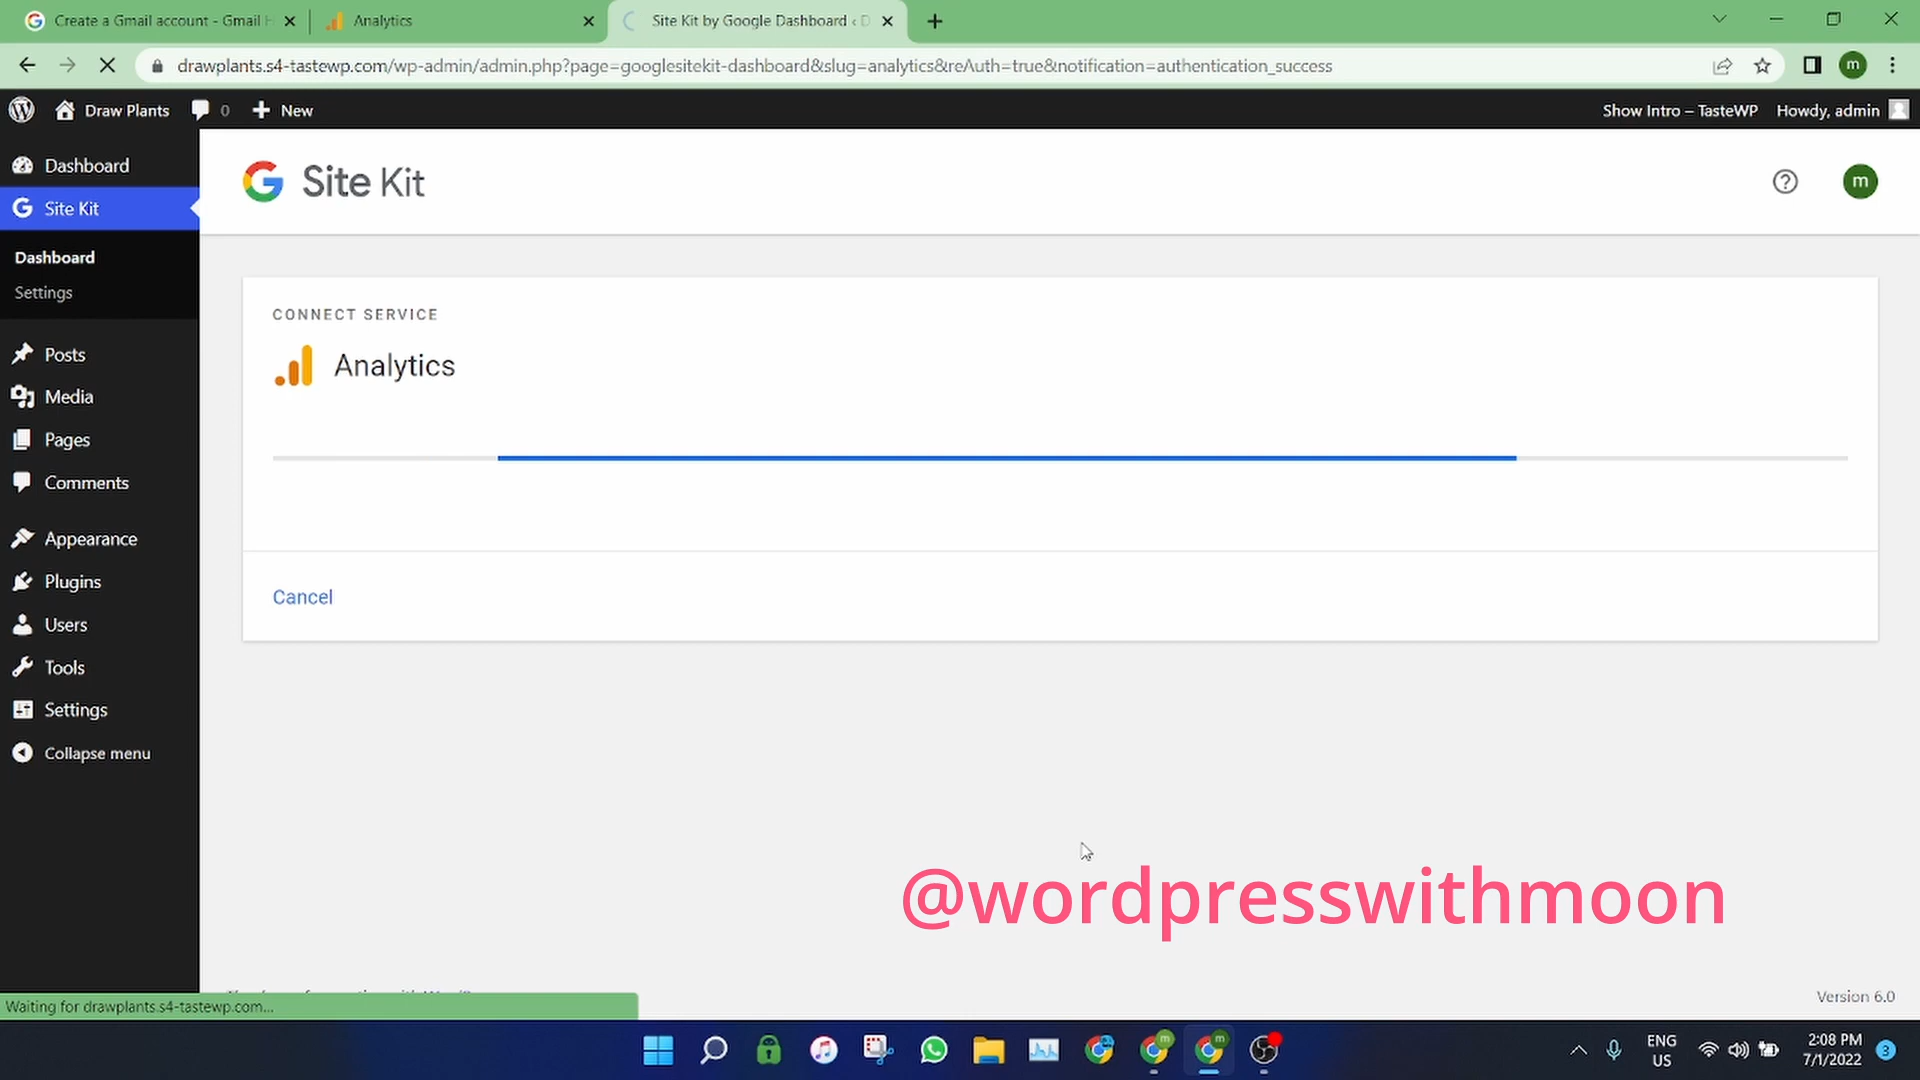 Create a Gmail account - Gmail H
Analytics
Site Kit by Google Dashboard ‹ D
drawplants.s4-tastewp.com/wp-admin/admin.php?page=googlesitekit-dashboard&slug=analytics&reAuth=true&notification=authentication_success
m
Draw Plants
0
New
Show Intro – TasteWP
Howdy, admin
Dashboard
Site Kit
Dashboard
Settings
Posts
Media
Pages
Comments
Appearance
Plugins
Users
Tools
Settings
Collapse menu
Site Kit
m
CONNECT SERVICE
Analytics
Cancel
@wordpresswithmoon
Version 6.0
Waiting for drawplants.s4-tastewp.com...
ENG
US
2:08 PM
7/1/2022
3